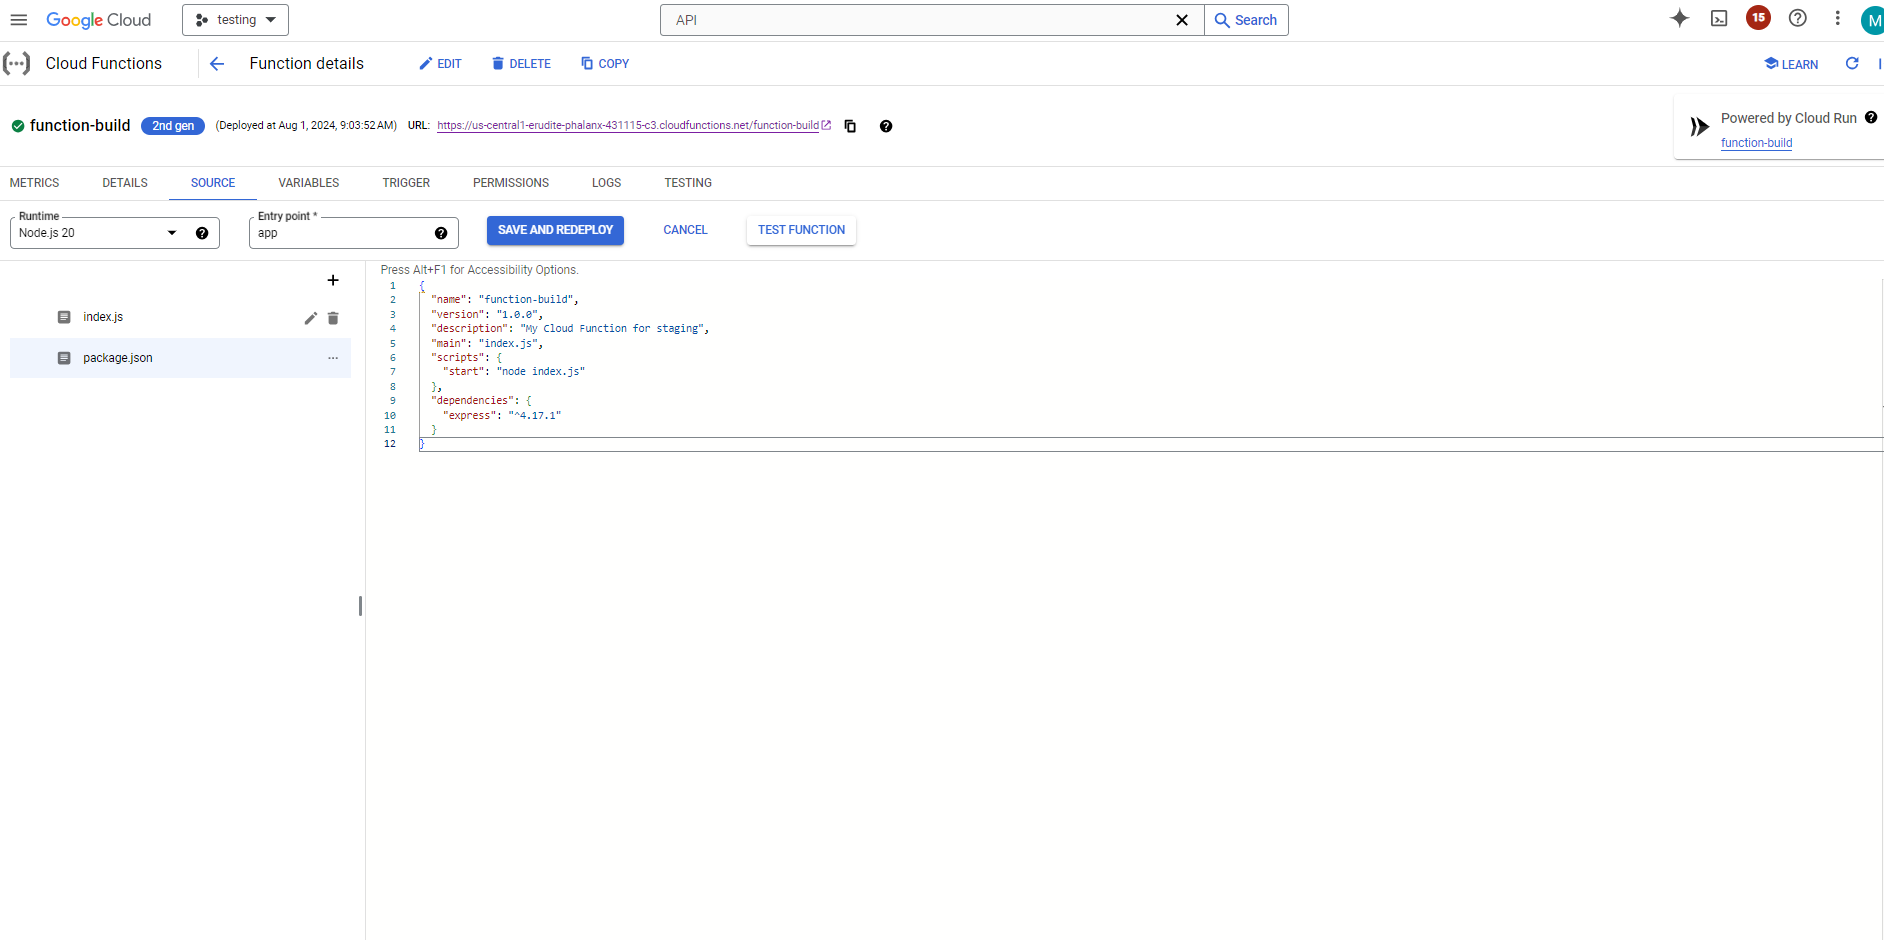 Google Cloud
testing
API
Search
15
M
Cloud Functions
Function details
EDIT
DELETE
COPY
LEARN
function-build
2nd gen
(Deployed at Aug 1, 2024, 9:03:52 AM)
URL:
https://us-central1-erudite-phalanx-431115-c3.cloudfunctions.net/function-build
Powered by Cloud Run
function-build
METRICS
DETAILS
SOURCE
VARIABLES
TRIGGER
PERMISSIONS
LOGS
TESTING
Runtime
Node.js 20
Entry point *
app
SAVE AND REDEPLOY
CANCEL
TEST FUNCTION
index.js
package.json
Press Alt+F1 for Accessibility Options.
1 {
2 "name": "function-build",
3 "version": "1.0.0",
4 "description": "My Cloud Function for staging",
5 "main": "index.js",
6 "scripts": {
7 "start": "node index.js"
8 },
9 "dependencies": {
10 "express": "^4.17.1"
11 }
12 }